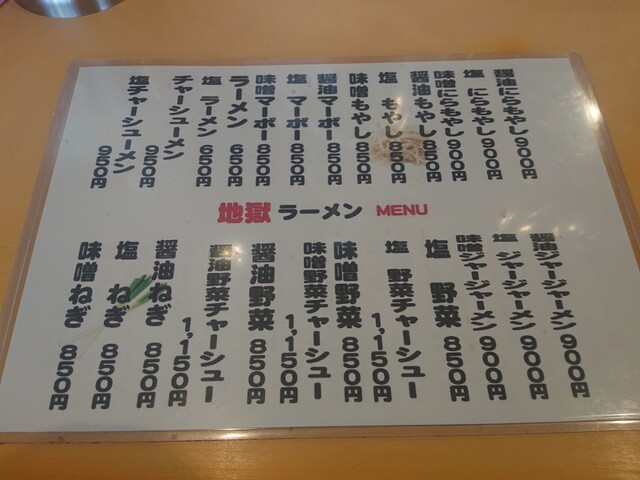 醤油にらもやし900円
塩 にらもやし900円
味噌にらもやし900円
醤油もやし850円
塩 もやし850円
味噌もやし850円
醤油マーボー850円
塩 マーボー850円
味噌マーボー850円
ラーメン 650円
塩 ラーメン 650円
チャーシューメン 950円
塩チャーシューメン 950円
地獄ラーメン MENU
醤油ジャージャーメン 900円
塩 ジャージャーメン 900円
味噌ジャージャーメン 900円
塩 野菜 850円
塩 野菜チャーシュー 1,150円
味噌野菜 850円
味噌野菜チャーシュー 1,150円
醤油野菜 850円
醤油野菜チャーシュー 1,150円
醤油ねぎ 850円
塩 ねぎ 850円
味噌ねぎ 850円